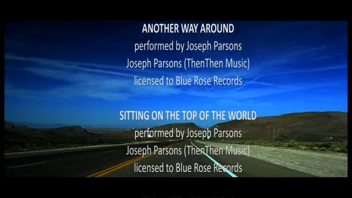 ANOTHER WAY AROUND
performed by Joseph Parsons
Joseph Parsons (ThenThen Music)
licensed to Blue Rose Records
SITTING ON THE TOP OF THE WORLD
performed by Joseph Parsons
Joseph Parsons (ThenThen Music)
licensed to Blue Rose Records